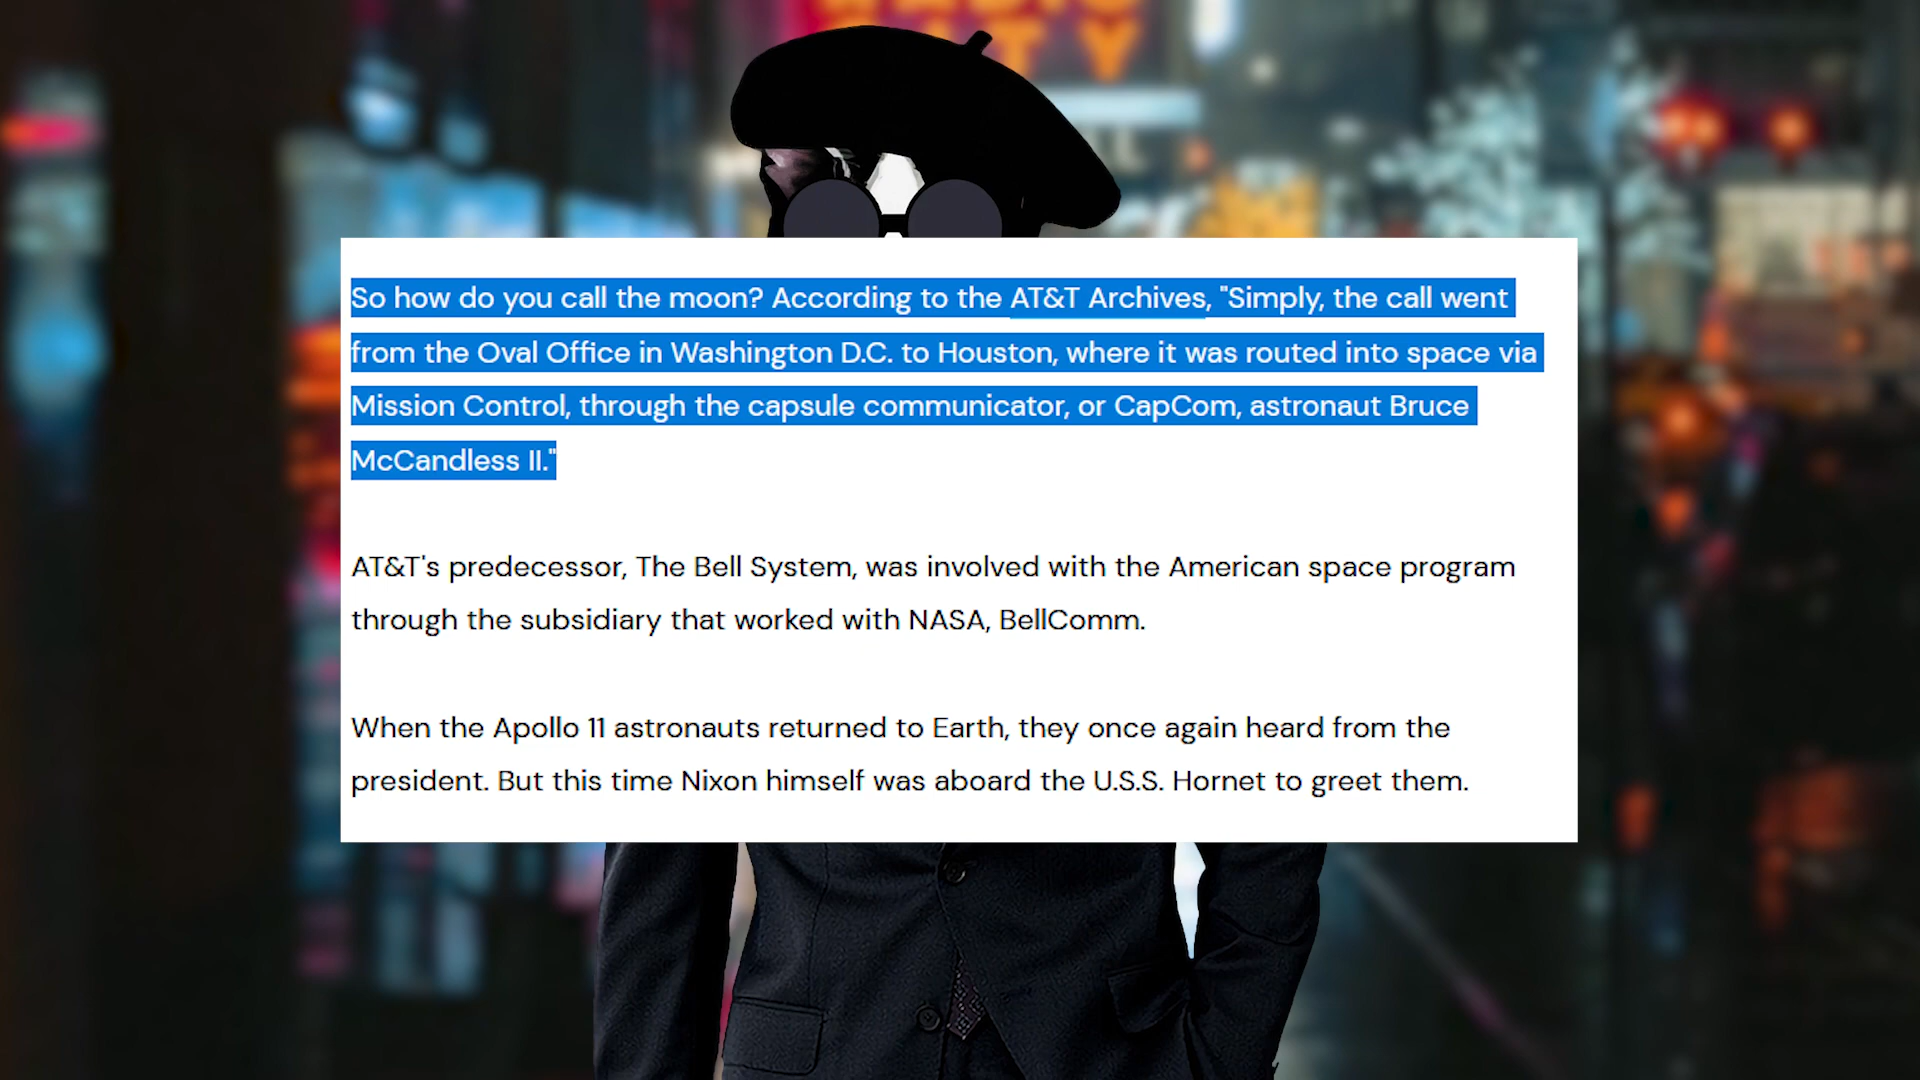 CITY
So how do you call the moon? According to the AT&T Archives, "Simply, the call went
from the Oval Office in Washington D.C. to Houston, where it was routed into space via
Mission Control, through the capsule communicator, or CapCom, astronaut Bruce
McCandless II."
AT&T's predecessor, The Bell System, was involved with the American space program
through the subsidiary that worked with NASA, BellComm.
When the Apollo 11 astronauts returned to Earth, they once again heard from the
president. But this time Nixon himself was aboard the U.S.S. Hornet to greet them.